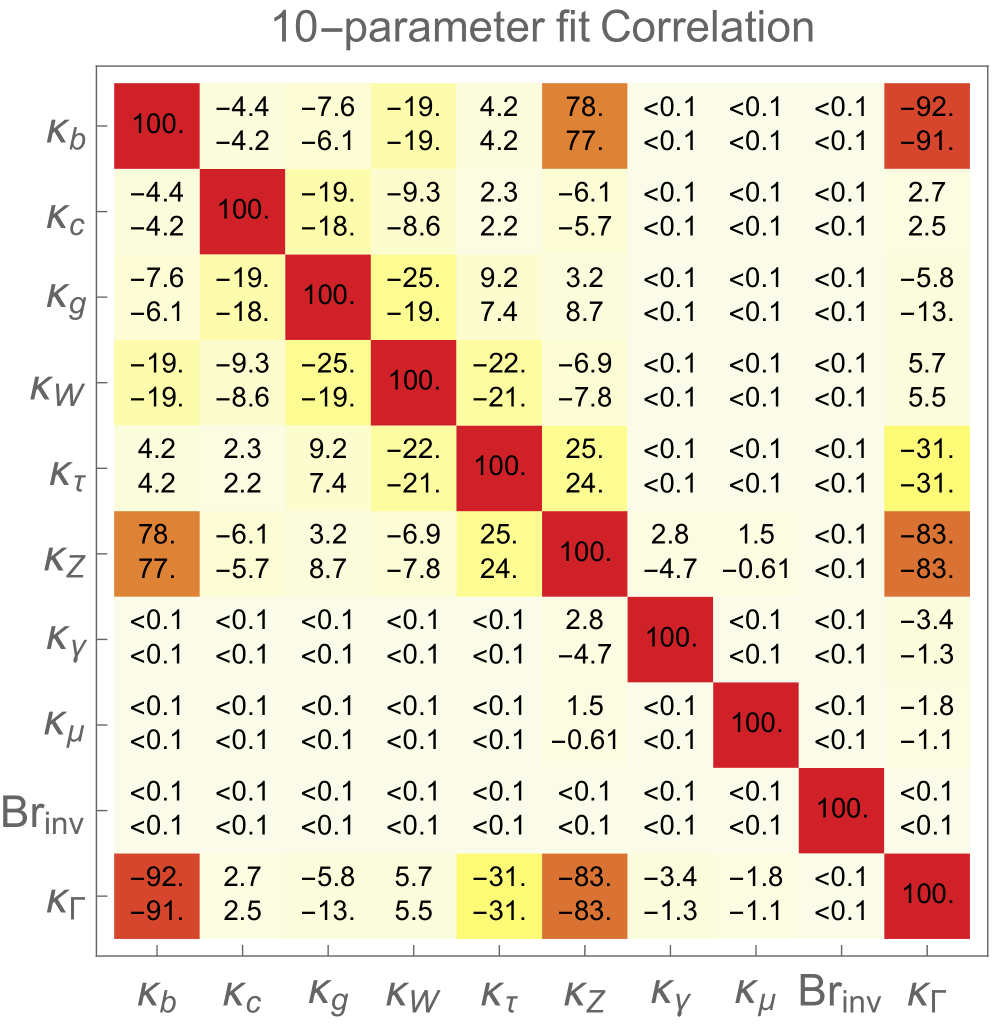 10−parameter fit Correlation
κb 100. −4.4 −7.6 −19. 4.2 78. <0.1 <0.1 <0.1 −92.
−4.2 −6.1 −19. 4.2 77. <0.1 <0.1 <0.1 −91.
κc −4.4 100. −19. −9.3 2.3 −6.1 <0.1 <0.1 <0.1 2.7
−4.2 −18. −8.6 2.2 −5.7 <0.1 <0.1 <0.1 2.5
κg −7.6 −19. 100. −25. 9.2 3.2 <0.1 <0.1 <0.1 −5.8
−6.1 −18. −19. 7.4 8.7 <0.1 <0.1 <0.1 −13.
κW −19. −9.3 −25. 100. −22. −6.9 <0.1 <0.1 <0.1 5.7
−19. −8.6 −19. −21. −7.8 <0.1 <0.1 <0.1 5.5
κτ 4.2 2.3 9.2 −22. 100. 25. <0.1 <0.1 <0.1 −31.
4.2 2.2 7.4 −21. 24. <0.1 <0.1 <0.1 −31.
κZ 78. −6.1 3.2 −6.9 25. 100. 2.8 1.5 <0.1 −83.
77. −5.7 8.7 −7.8 24. −4.7 −0.61 <0.1 −83.
κγ <0.1 <0.1 <0.1 <0.1 <0.1 2.8 100. <0.1 <0.1 −3.4
<0.1 <0.1 <0.1 <0.1 <0.1 −4.7 <0.1 <0.1 −1.3
κμ <0.1 <0.1 <0.1 <0.1 <0.1 1.5 <0.1 100. <0.1 −1.8
<0.1 <0.1 <0.1 <0.1 <0.1 −0.61 <0.1 <0.1 −1.1
Brinv <0.1 <0.1 <0.1 <0.1 <0.1 <0.1 <0.1 <0.1 100. <0.1
<0.1 <0.1 <0.1 <0.1 <0.1 <0.1 <0.1 <0.1 <0.1
κΓ −92. 2.7 −5.8 5.7 −31. −83. −3.4 −1.8 <0.1 100.
−91. 2.5 −13. 5.5 −31. −83. −1.3 −1.1 <0.1
κb κc κg κW κτ κZ κγ κμ Brinv κΓ